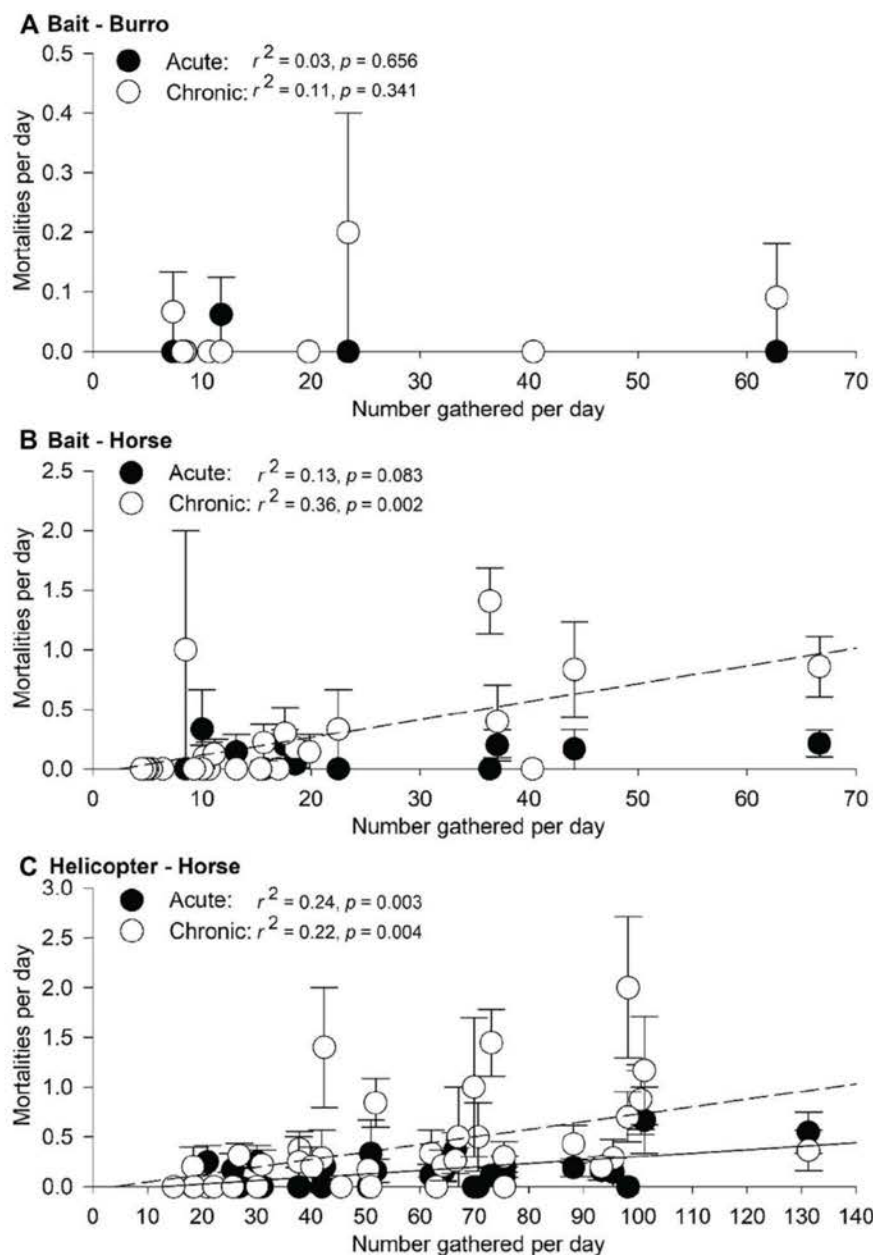 A Bait - Burro
Acute: r² = 0.03, p = 0.656
Chronic: r² = 0.11, p = 0.341
Mortalities per day
0.5
0.4
0.3
0.2
0.1
0.0
0 10 20 30 40 50 60 70
Number gathered per day
B Bait - Horse
Acute: r² = 0.13, p = 0.083
Chronic: r² = 0.36, p = 0.002
Mortalities per day
2.5
2.0
1.5
1.0
0.5
0.0
0 10 20 30 40 50 60 70
Number gathered per day
C Helicopter - Horse
Acute: r² = 0.24, p = 0.003
Chronic: r² = 0.22, p = 0.004
Mortalities per day
3.0
2.5
2.0
1.5
1.0
0.5
0.0
0 10 20 30 40 50 60 70 80 90 100 110 120 130 140
Number gathered per day